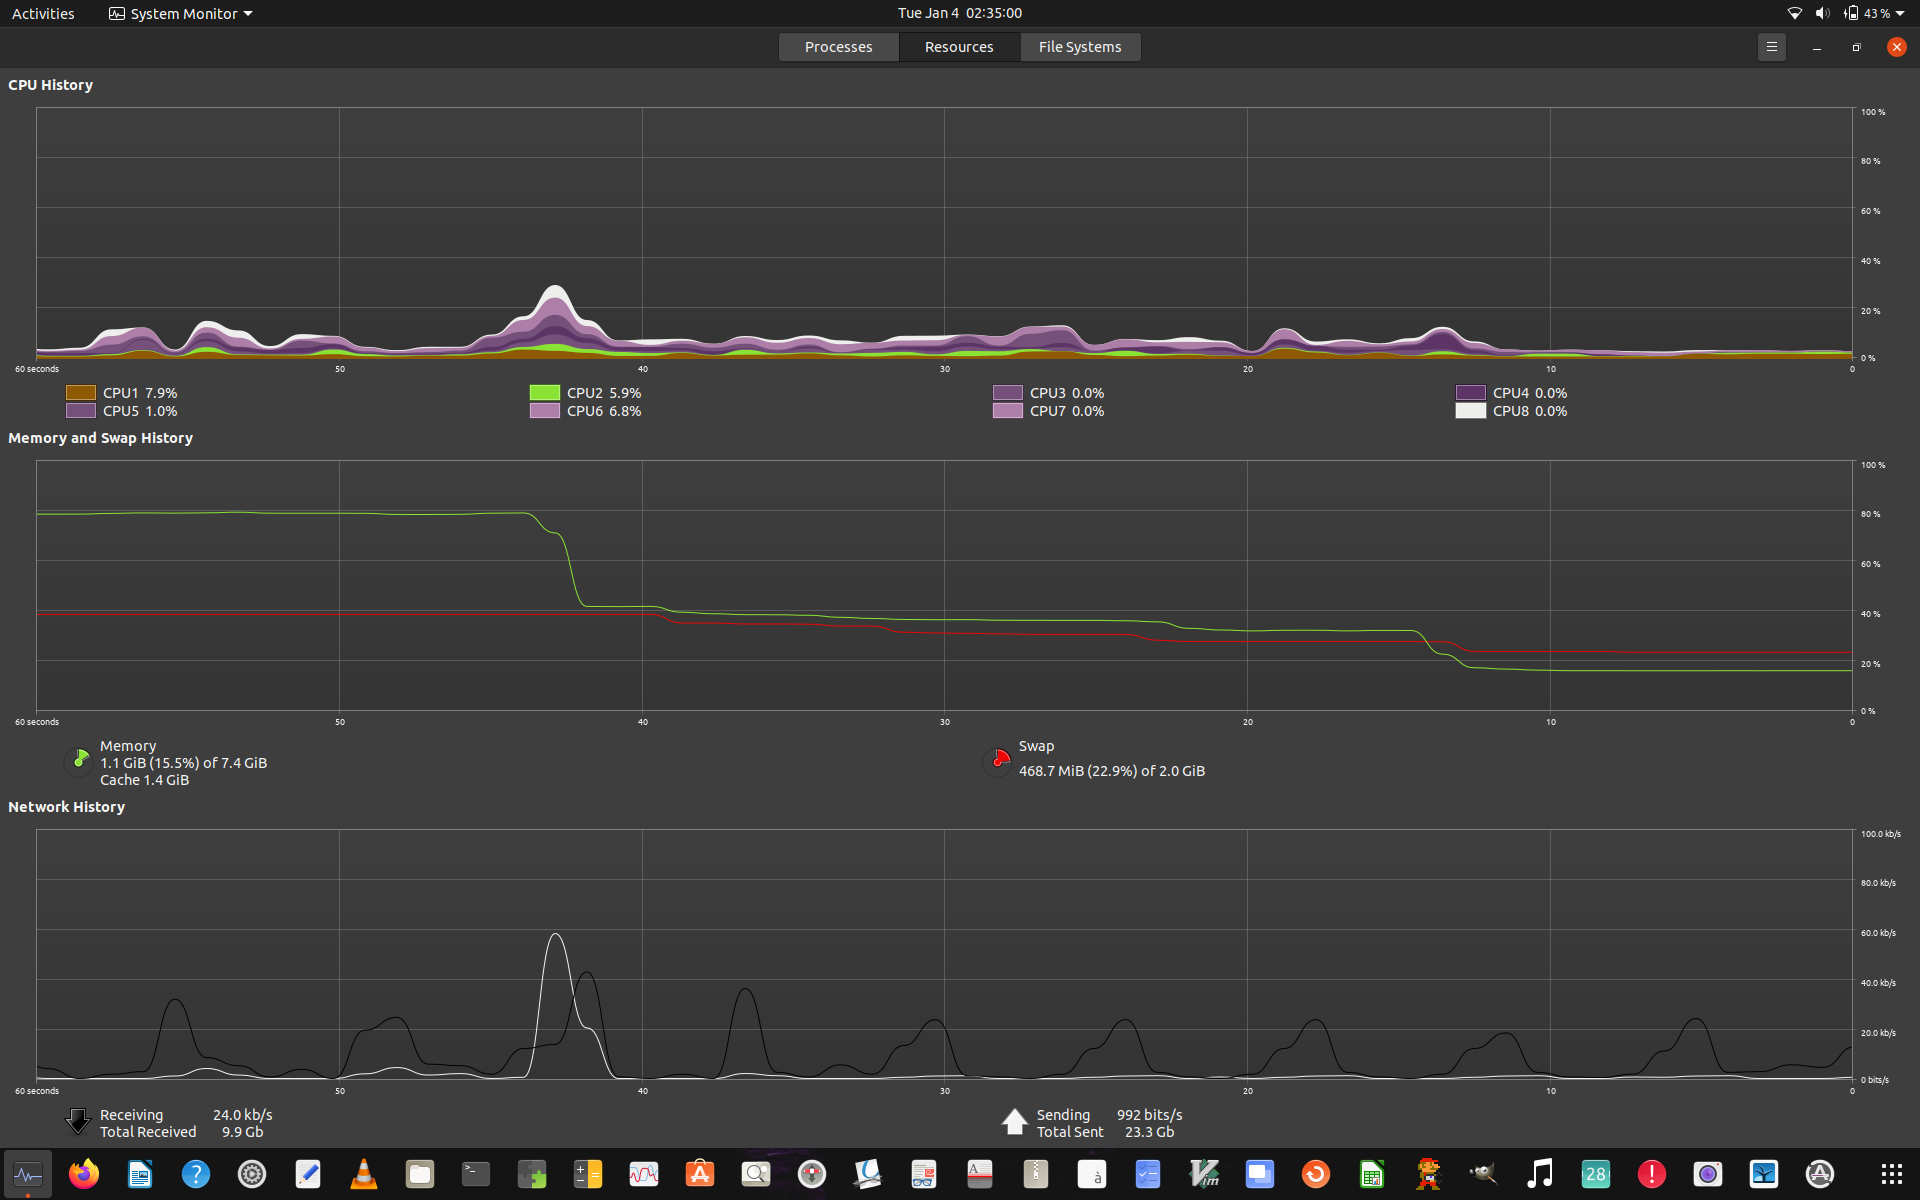 Activities System Monitor Tue Jan 4 02:35:00 43 %
Processes Resources File Systems
CPU History
100 %
80 %
60 %
40 %
20 %
0 %
60 seconds 50 40 30 20 10 0
CPU1 7.9% CPU2 5.9% CPU3 0.0% CPU4 0.0%
CPU5 1.0% CPU6 6.8% CPU7 0.0% CPU8 0.0%
Memory and Swap History
100 %
80 %
60 %
40 %
20 %
0 %
60 seconds 50 40 30 20 10 0
Memory
1.1 GiB (15.5%) of 7.4 GiB
Cache 1.4 GiB
Swap
468.7 MiB (22.9%) of 2.0 GiB
Network History
100.0 kb/s
80.0 kb/s
60.0 kb/s
40.0 kb/s
20.0 kb/s
0 bits/s
60 seconds 50 40 30 20 10 0
Receiving 24.0 kb/s
Total Received 9.9 Gb
Sending 992 bits/s
Total Sent 23.3 Gb
28